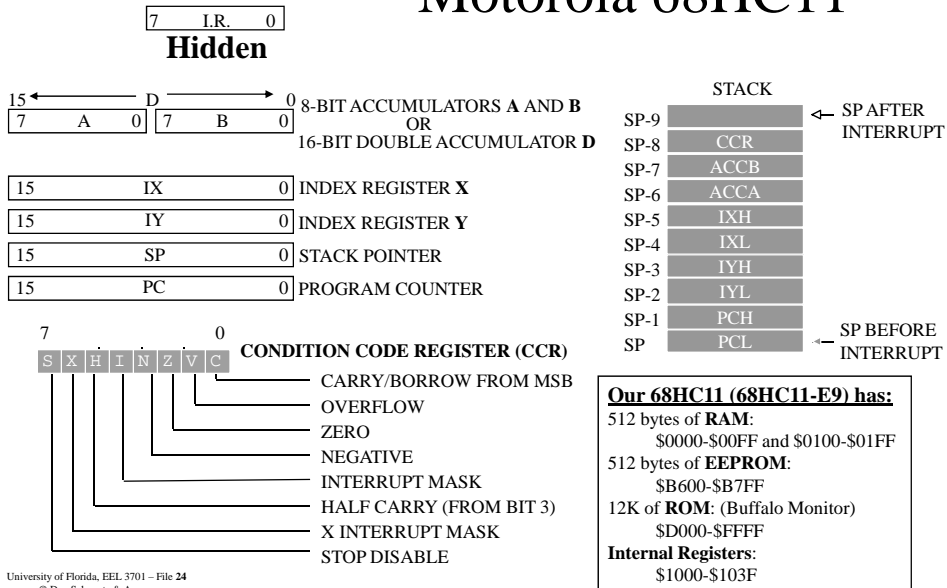 Motorola 68HC11
7 I.R. 0
Hidden
15 D 0
7 A 0 7 B 0
8-BIT ACCUMULATORS A AND B
OR
16-BIT DOUBLE ACCUMULATOR D
15 IX 0 INDEX REGISTER X
15 IY 0 INDEX REGISTER Y
15 SP 0 STACK POINTER
15 PC 0 PROGRAM COUNTER
7 0
S X H I N Z V C
CONDITION CODE REGISTER (CCR)
CARRY/BORROW FROM MSB
OVERFLOW
ZERO
NEGATIVE
INTERRUPT MASK
HALF CARRY (FROM BIT 3)
X INTERRUPT MASK
STOP DISABLE
STACK
SP-9
SP AFTER
INTERRUPT
SP-8 CCR
SP-7 ACCB
SP-6 ACCA
SP-5 IXH
SP-4 IXL
SP-3 IYH
SP-2 IYL
SP-1 PCH
SP PCL
SP BEFORE
INTERRUPT
Our 68HC11 (68HC11-E9) has:
512 bytes of RAM:
$0000-$00FF and $0100-$01FF
512 bytes of EEPROM:
$B600-$B7FF
12K of ROM: (Buffalo Monitor)
$D000-$FFFF
Internal Registers:
$1000-$103F
University of Florida, EEL 3701 – File 24